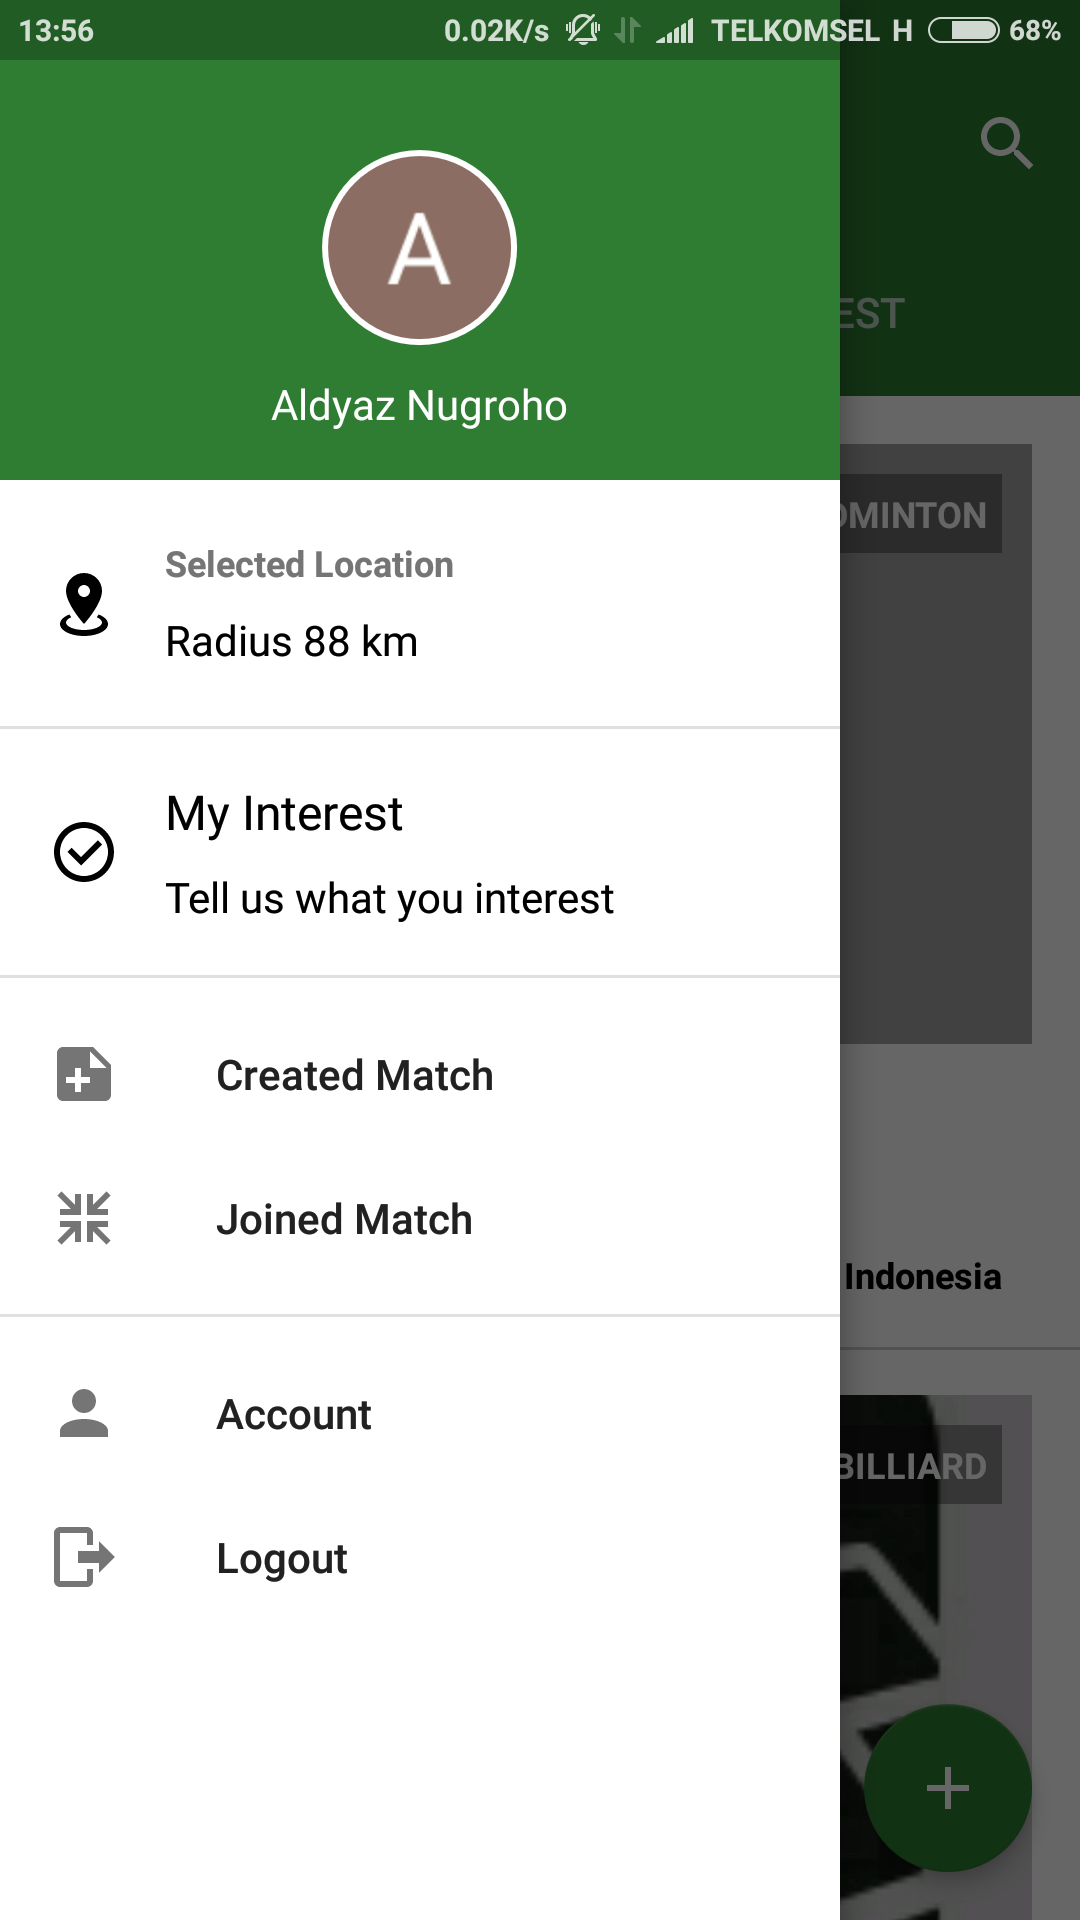 13:56 0.02K/s TELKOMSEL H 68%
A
EST
Aldyaz Nugroho
DMINTON
Selected Location
Radius 88 km
My Interest
Tell us what you interest
Created Match
Joined Match
Indonesia
Account
BILLIARD
Logout